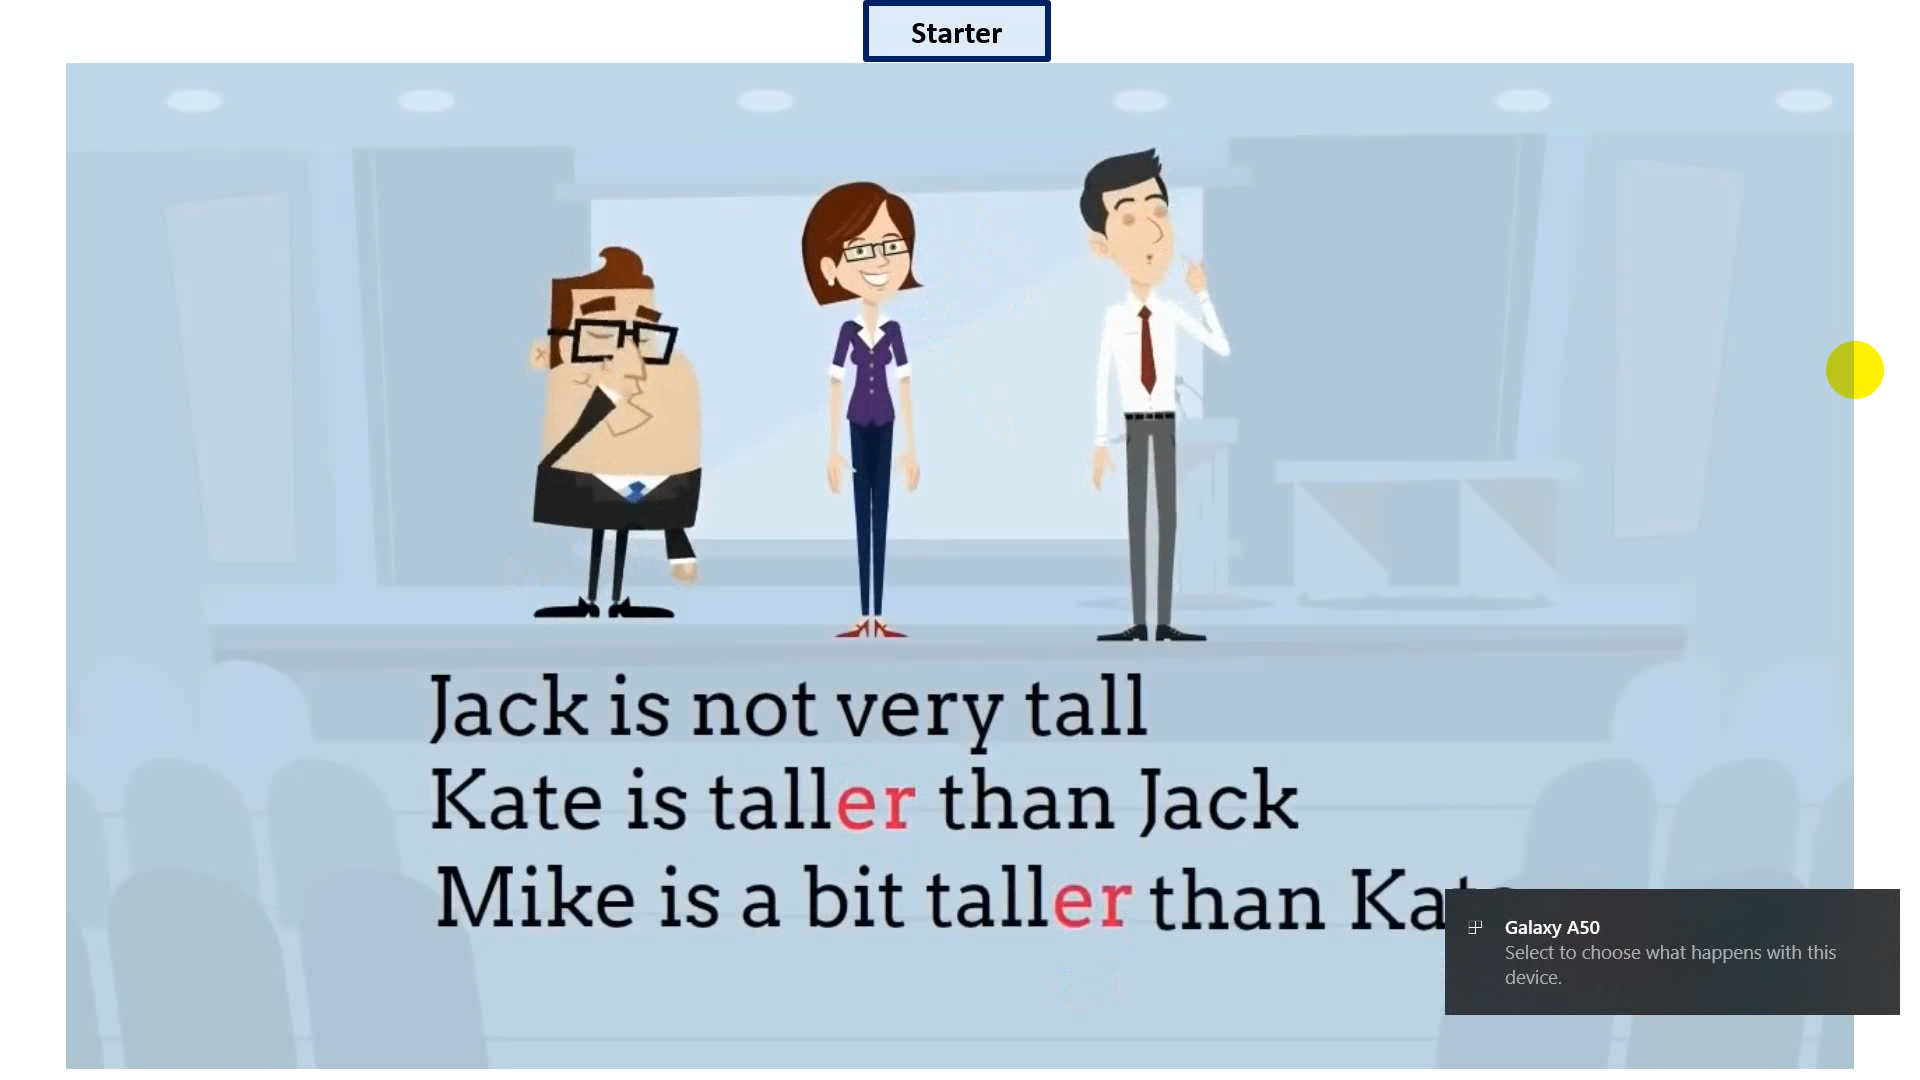 Starter
Jack is not very tall
Kate is taller than Jack
Mike is a bit taller than
Galaxy A50
Select to choose what happens with this
device.